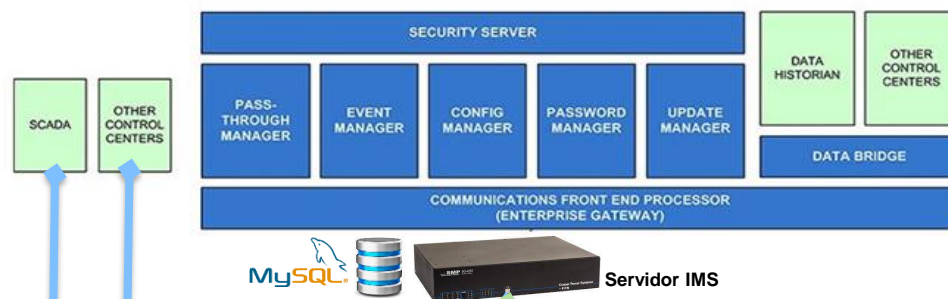 SECURITY SERVER
DATA
HISTORIAN
OTHER
CONTROL
CENTERS
SCADA
OTHER
CONTROL
CENTERS
PASS-
THROUGH
MANAGER
EVENT
MANAGER
CONFIG
MANAGER
PASSWORD
MANAGER
UPDATE
MANAGER
DATA BRIDGE
COMMUNICATIONS FRONT END PROCESSOR
(ENTERPRISE GATEWAY)
MySQL
SMP
Servidor IMS